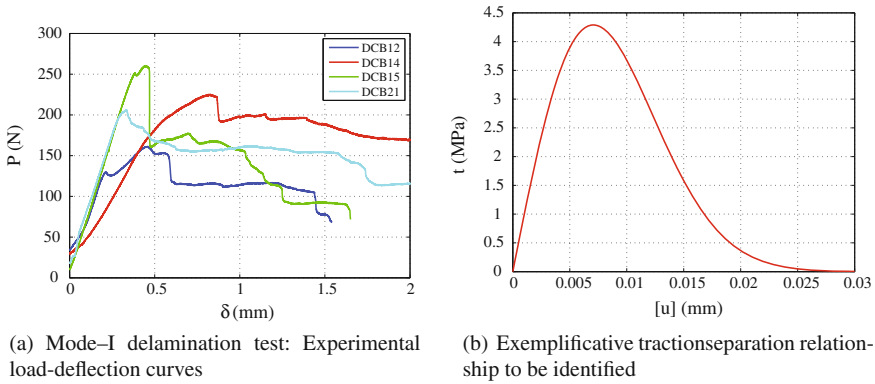 300
250
200
150
100
50
0
P (N)
0
0.5
1
1.5
2
δ (mm)
DCB12
DCB14
DCB15
DCB21
(a) Mode–I delamination test: Experimental
load-deflection curves
4.5
4
3.5
3
2.5
2
1.5
1
0.5
0
t (MPa)
0
0.005
0.01
0.015
0.02
0.025
0.03
[u] (mm)
(b) Exemplificative tractionseparation relation-
ship to be identified